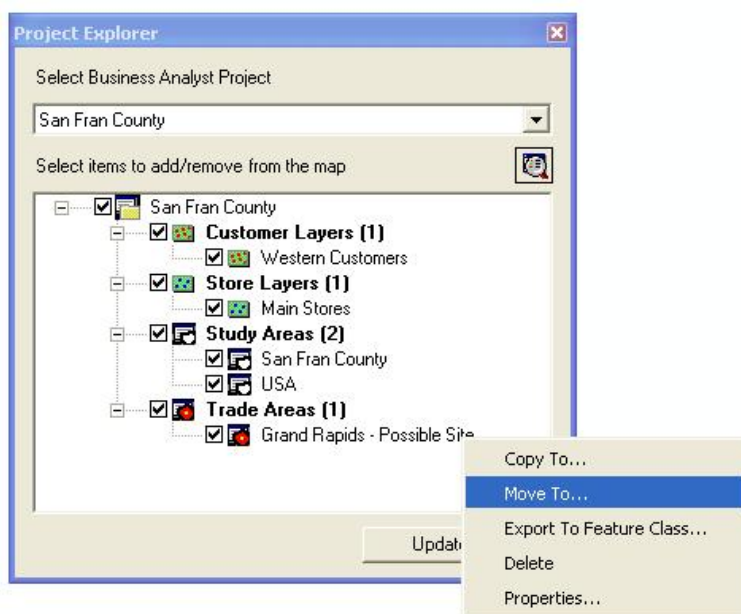 Project Explorer
Select Business Analyst Project
San Fran County
Select items to add/remove from the map
San Fran County
Customer Layers (1)
Western Customers
Store Layers (1)
Main Stores
Study Areas (2)
San Fran County
USA
Trade Areas (1)
Grand Rapids - Possible Site
Copy To...
Move To...
Export To Feature Class...
Updat
Delete
Properties...